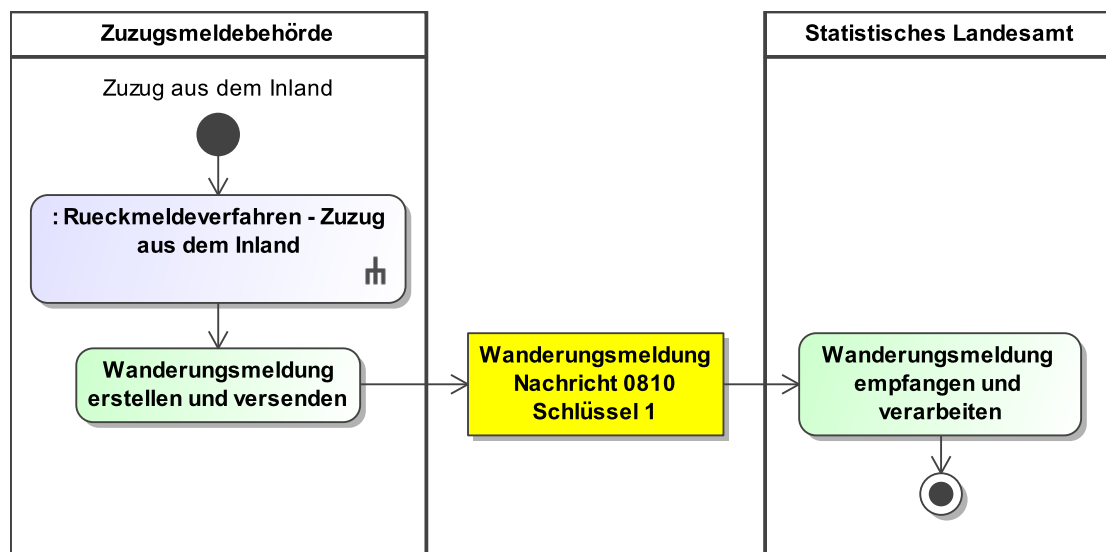 Zuzugsmeldebehörde
Statistisches Landesamt
Zuzug aus dem Inland
: Rueckmeldeverfahren - Zuzug
aus dem Inland
Wanderungsmeldung
erstellen und versenden
Wanderungsmeldung
Nachricht 0810
Schlüssel 1
Wanderungsmeldung
empfangen und
verarbeiten